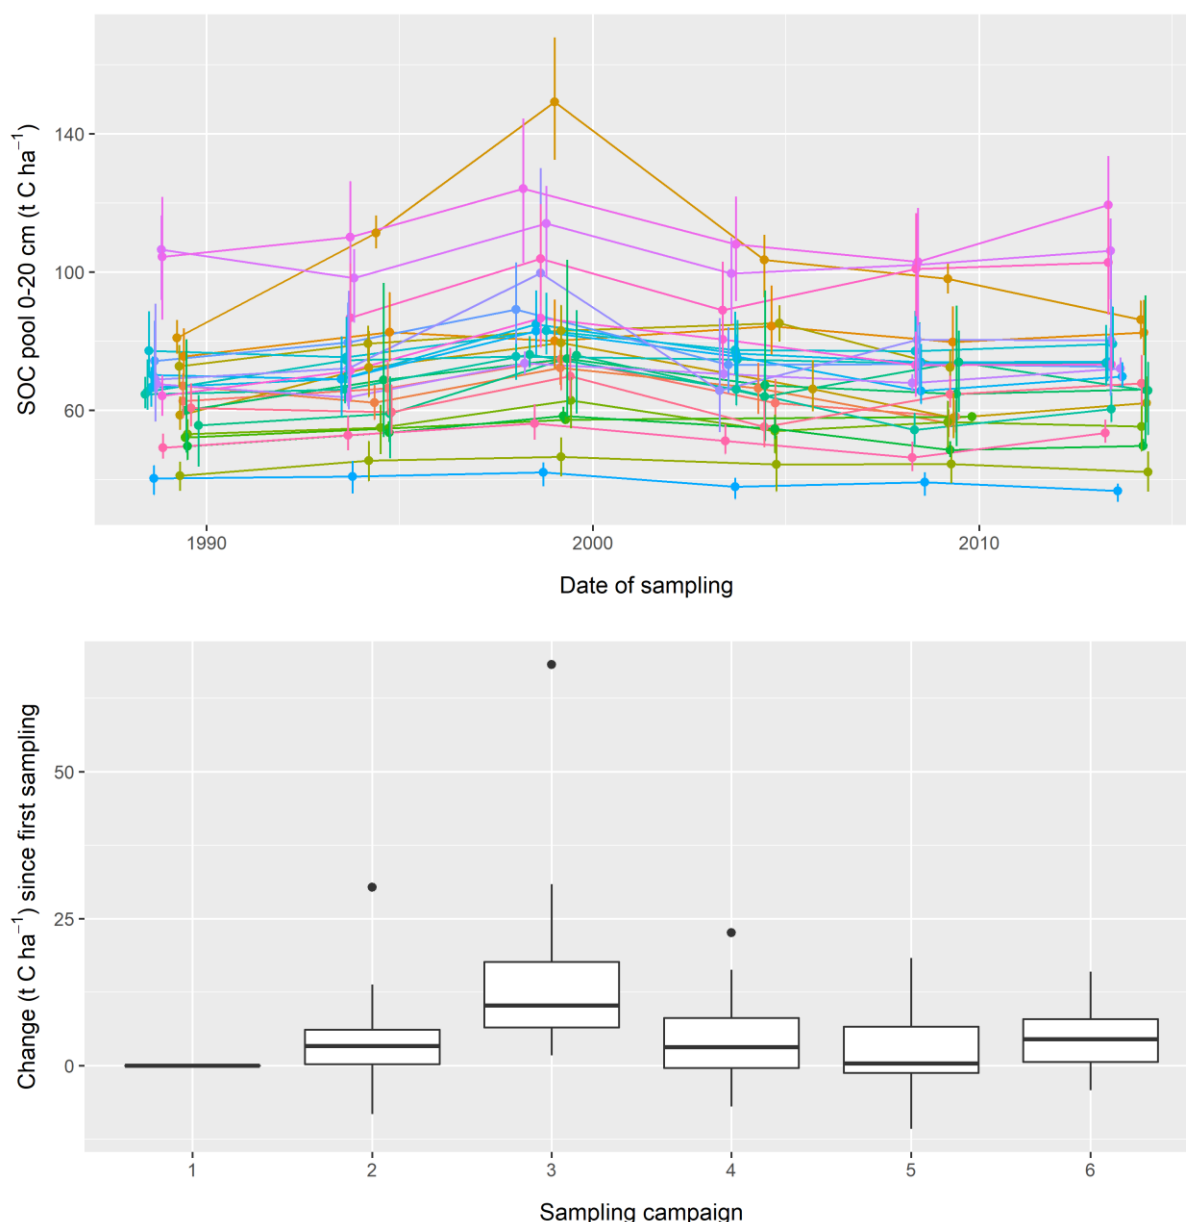 SOC pool 0-20 cm (t C ha⁻¹)
140
100
60
1990 2000 2010
Date of sampling
Change (t C ha⁻¹) since first sampling
50
25
0
1 2 3 4 5 6
Sampling campaign